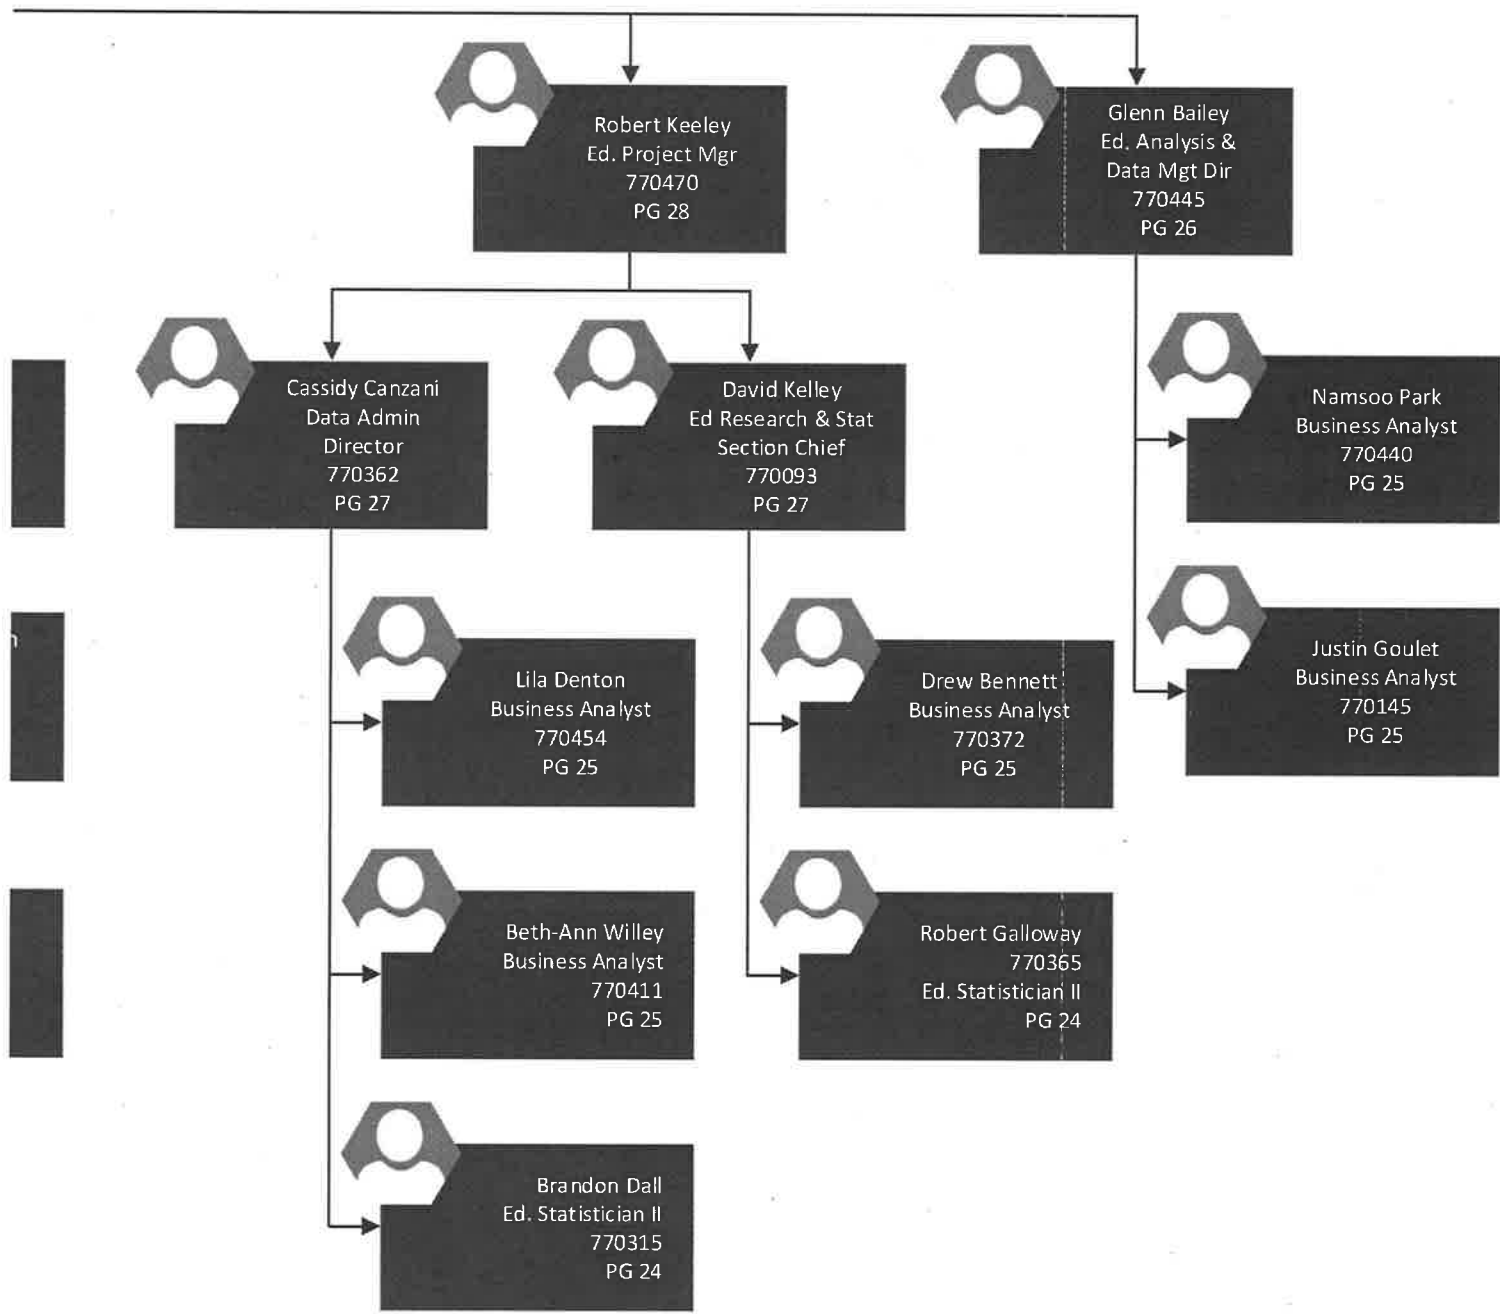 Robert Keeley
Ed. Project Mgr
770470
PG 28
Glenn Bailey
Ed. Analysis &
Data Mgt Dir
770445
PG 26
Cassidy Canzani
Data Admin
Director
770362
PG 27
David Kelley
Ed Research & Stat
Section Chief
770093
PG 27
Namsoo Park
Business Analyst
770440
PG 25
Lila Denton
Business Analyst
770454
PG 25
Drew Bennett
Business Analyst
770372
PG 25
Justin Goulet
Business Analyst
770145
PG 25
Beth-Ann Willey
Business Analyst
770411
PG 25
Robert Galloway
770365
Ed. Statistician II
PG 24
Brandon Dall
Ed. Statistician II
770315
PG 24